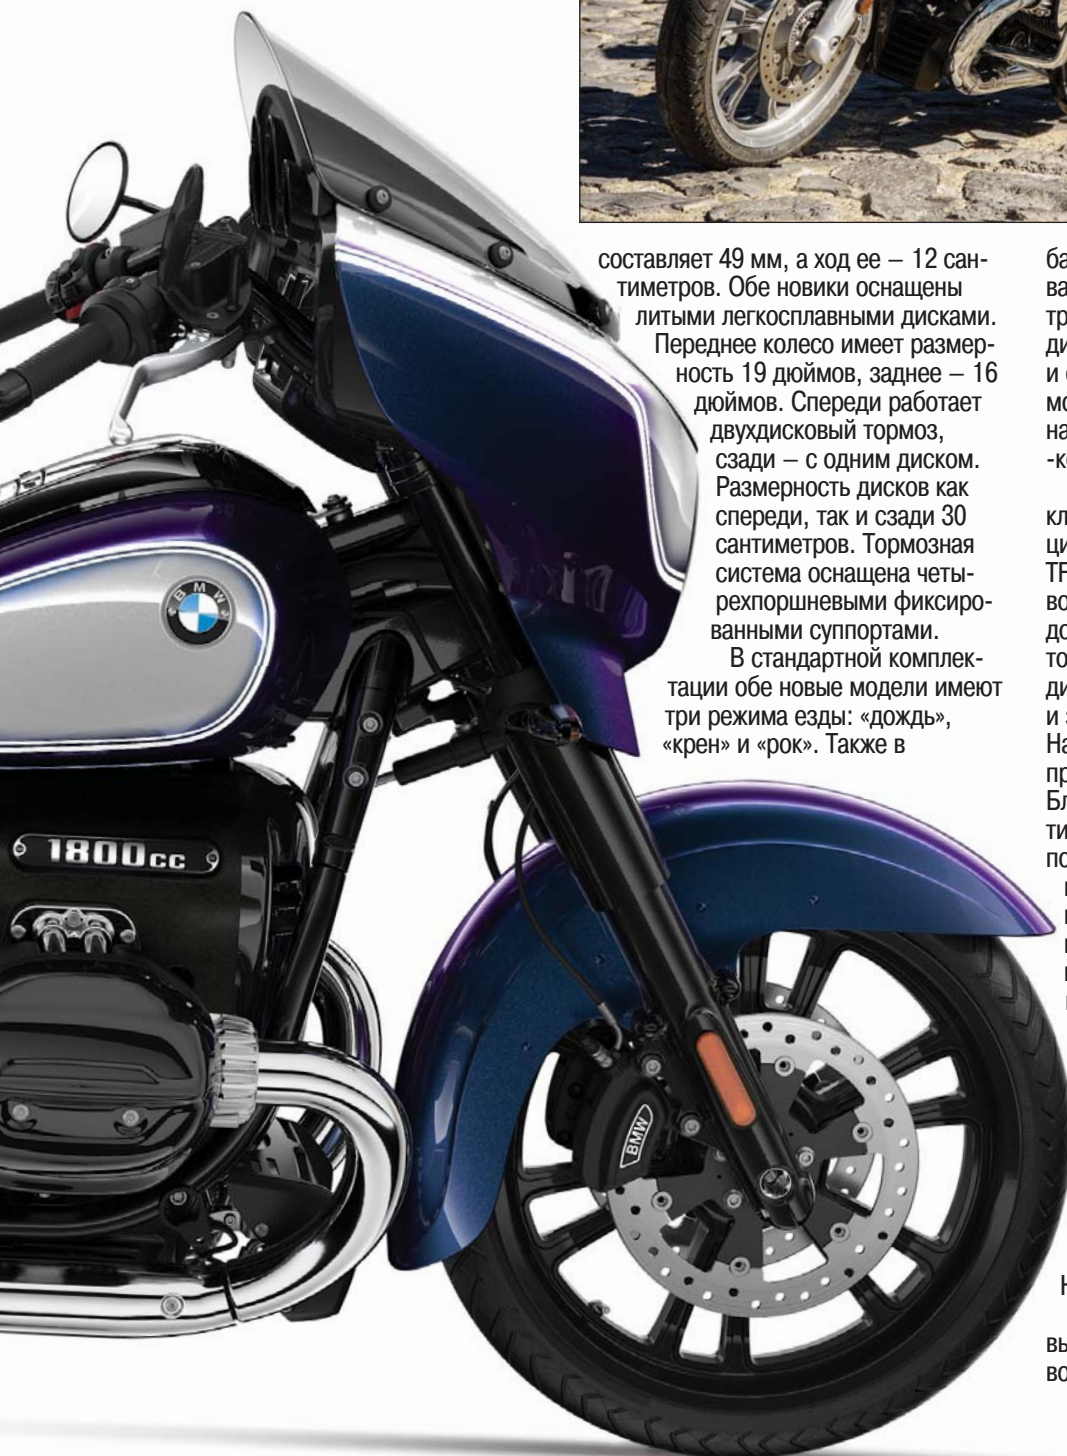 составляет 49 мм, а ход ее – 12 сан-
тиметров. Обе новики оснащены
литыми легкосплавными дисками.
Переднее колесо имеет размер-
ность 19 дюймов, заднее – 16
дюймов. Спереди работает
двухдисковый тормоз,
сзади – с одним диском.
Размерность дисков как
спереди, так и сзади 30
сантиметров. Тормозная
система оснащена четы-
рехпоршневыми фиксиро-
ванными суппортами.
В стандартной комплек-
тации обе новые модели имеют
три режима езды: «дождь»,
«крен» и «рок». Также в
BMW
1800cc
BMW